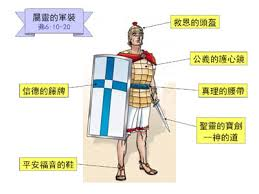 屬靈的軍裝
弗6:10-20
救恩的頭盔
公義的護心鏡
信德的籐牌
真理的腰帶
聖靈的寶劍
—神的道
平安福音的鞋